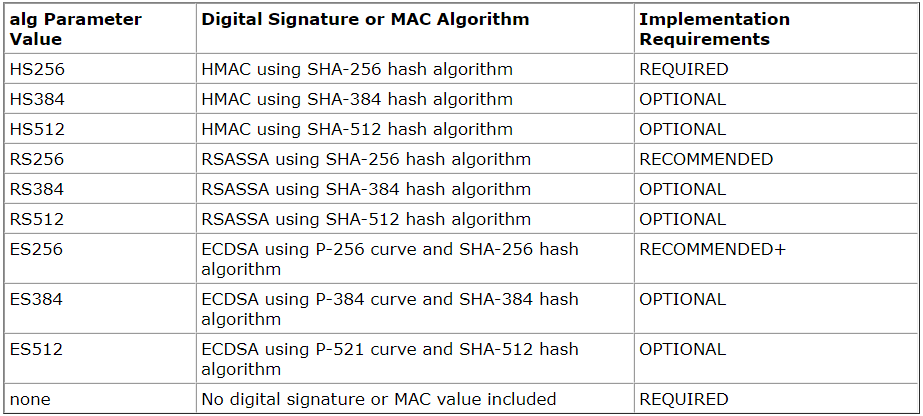 alg Parameter Value Digital Signature or MAC Algorithm Implementation Requirements
HS256 HMAC using SHA-256 hash algorithm REQUIRED
HS384 HMAC using SHA-384 hash algorithm OPTIONAL
HS512 HMAC using SHA-512 hash algorithm OPTIONAL
RS256 RSASSA using SHA-256 hash algorithm RECOMMENDED
RS384 RSASSA using SHA-384 hash algorithm OPTIONAL
RS512 RSASSA using SHA-512 hash algorithm OPTIONAL
ES256 ECDSA using P-256 curve and SHA-256 hash algorithm RECOMMENDED+
ES384 ECDSA using P-384 curve and SHA-384 hash algorithm OPTIONAL
ES512 ECDSA using P-521 curve and SHA-512 hash algorithm OPTIONAL
none No digital signature or MAC value included REQUIRED